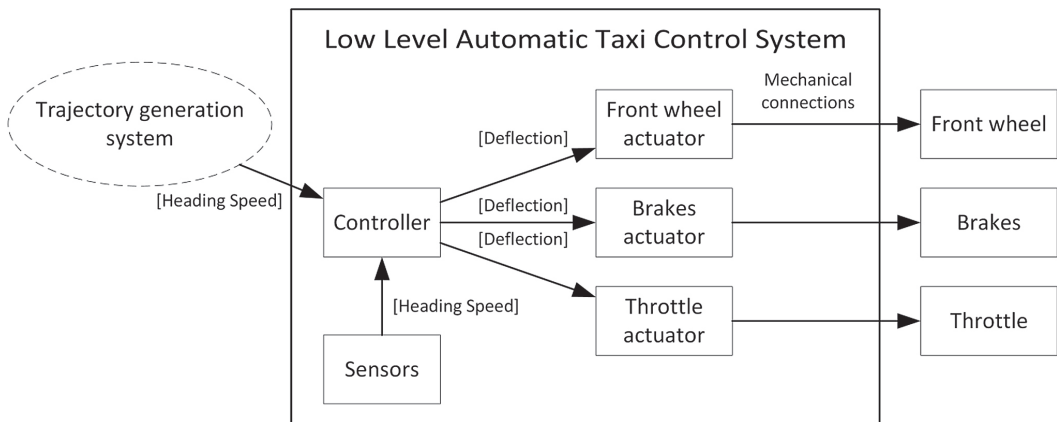 Low Level Automatic Taxi Control System
Trajectory generation
system
[Heading Speed]
Controller
[Heading Speed]
Sensors
[Deflection]
[Deflection]
[Deflection]
Front wheel
actuator
Brakes
actuator
Throttle
actuator
Mechanical
connections
Front wheel
Brakes
Throttle